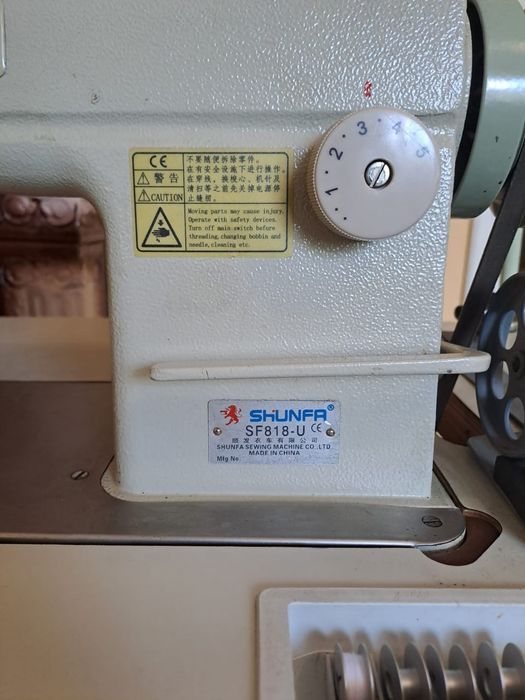 1 2 3 4 5
CE
警告
CAUTION
不要随便拆除零件。
在有安全设施下进行操作。
在穿线、换梭心、机针及
清扫等之前先关掉电源停
止缝纫。
Moving parts may cause injury.
Operate with safety devices.
Turn off main switch before
threading,changing bobbin and
needle,cleaning etc.
SHUNFA®
SF818-U CE
顺发衣车有限公司
SHUNFA SEWING MACHINE CO.,LTD
MADE IN CHINA
Mfg No.